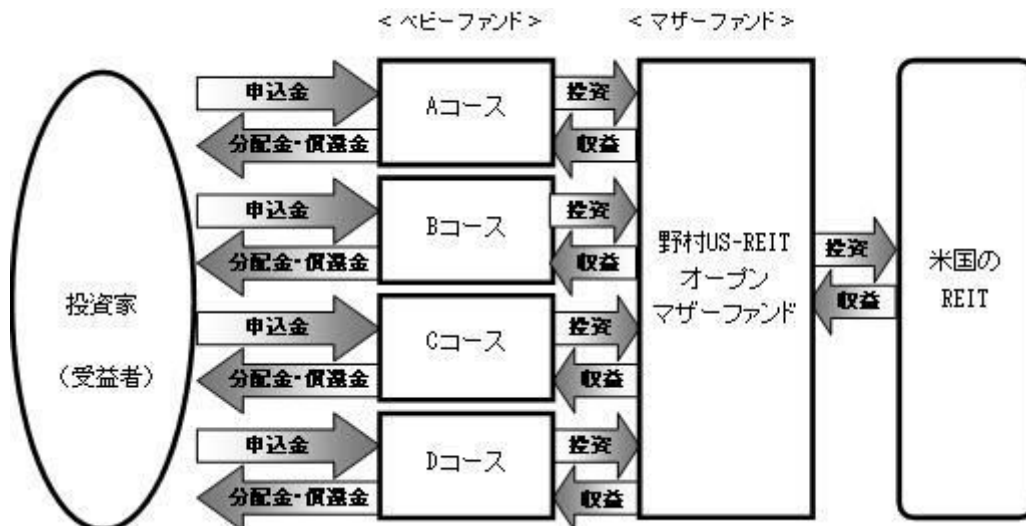 ＜ベビーファンド＞
＜マザーファンド＞
投資家
（受益者）
申込金
分配金・償還金
Aコース
投資
収益
申込金
分配金・償還金
Bコース
投資
収益
申込金
分配金・償還金
Cコース
投資
収益
申込金
分配金・償還金
Dコース
投資
収益
野村US-REIT
オープン
マザーファンド
投資
収益
米国の
REIT